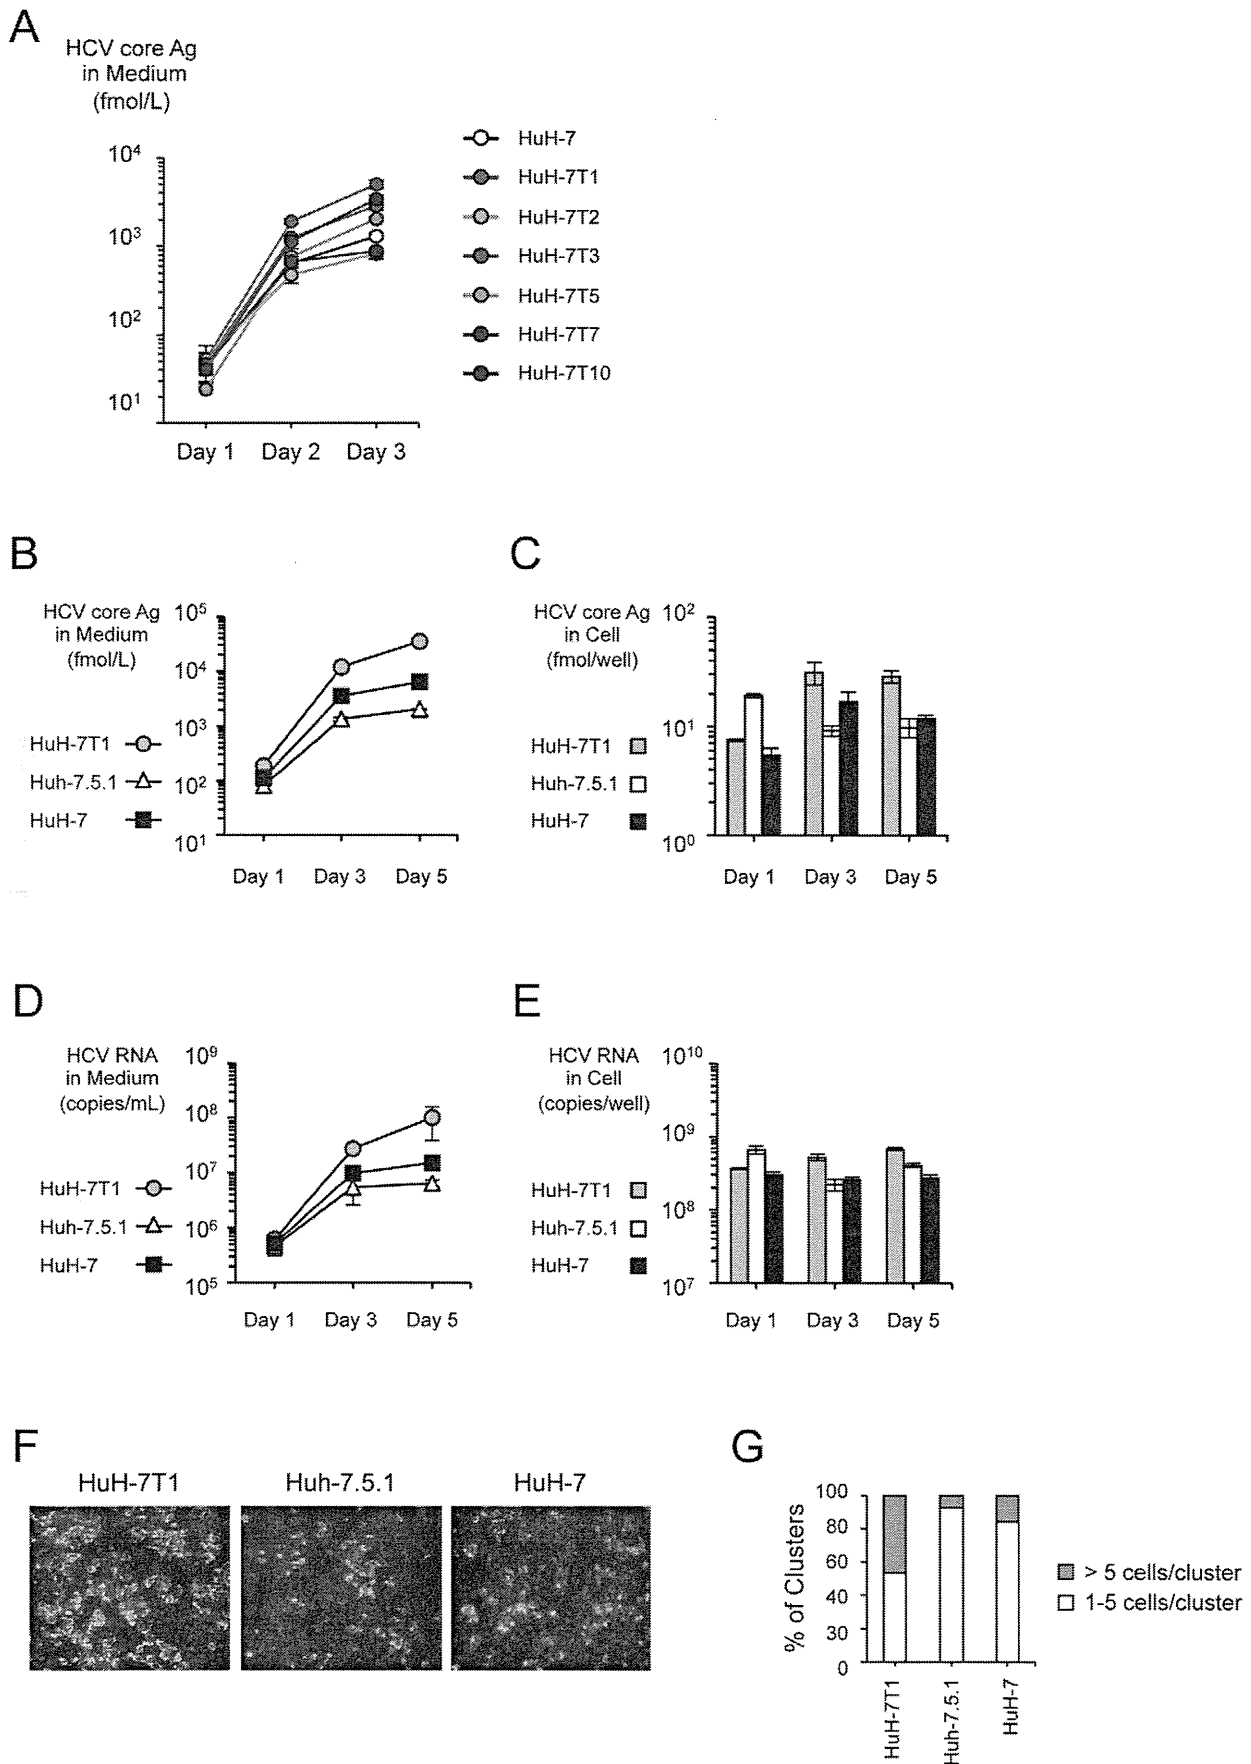 A
HCV core Ag
in Medium
(fmol/L)
10⁴
10³
10²
10¹
Day 1 Day 2 Day 3
HuH-7
HuH-7T1
HuH-7T2
HuH-7T3
HuH-7T5
HuH-7T7
HuH-7T10
B
HCV core Ag
in Medium
(fmol/L)
10⁵
10⁴
10³
10²
10¹
HuH-7T1
Huh-7.5.1
HuH-7
Day 1 Day 3 Day 5
C
HCV core Ag
in Cell
(fmol/well)
10²
10¹
10⁰
HuH-7T1
Huh-7.5.1
HuH-7
Day 1 Day 3 Day 5
D
HCV RNA
in Medium
(copies/mL)
10⁹
10⁸
10⁷
10⁶
10⁵
HuH-7T1
Huh-7.5.1
HuH-7
Day 1 Day 3 Day 5
E
HCV RNA
in Cell
(copies/well)
10¹⁰
10⁹
10⁸
10⁷
HuH-7T1
Huh-7.5.1
HuH-7
Day 1 Day 3 Day 5
F
HuH-7T1 Huh-7.5.1 HuH-7
G
% of Clusters
100
80
60
40
30
0
HuH-7T1
Huh-7.5.1
HuH-7
> 5 cells/cluster
1-5 cells/cluster